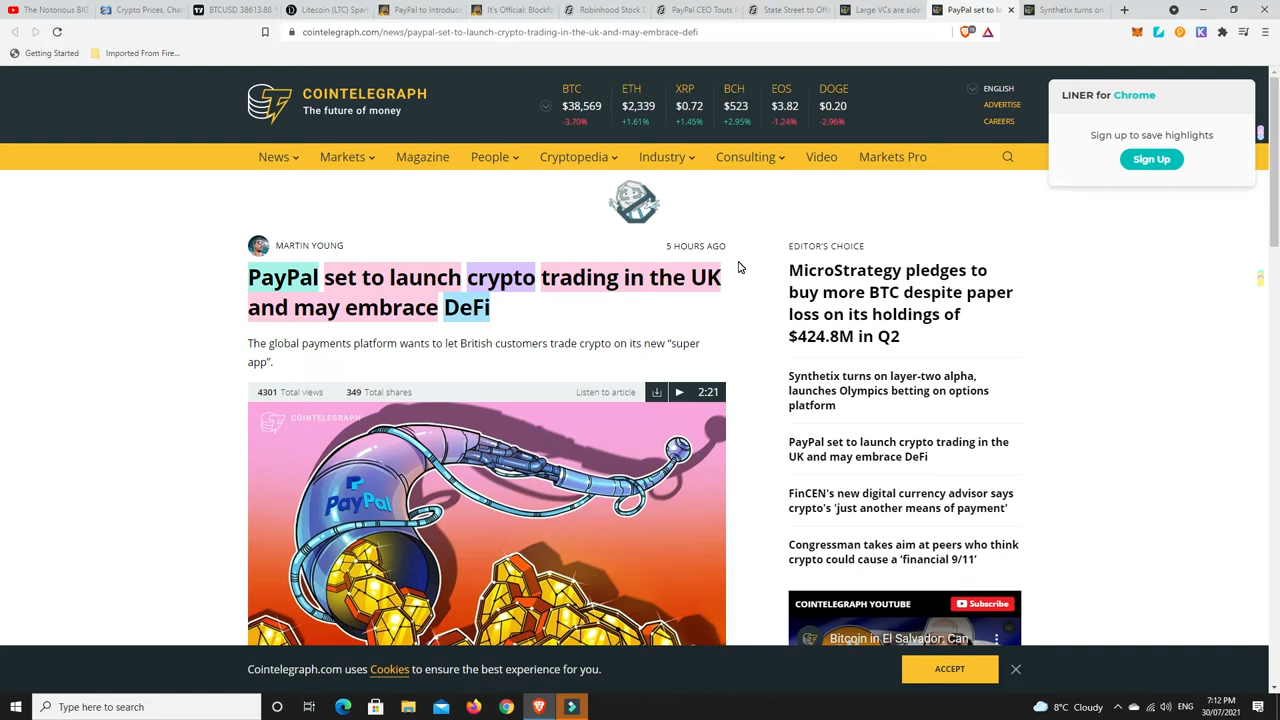 The Notorious BIG
Crypto Prices, Cha
BTCUSD 38613.88
Litecoin (LTC) Span
PayPal to Introduc
It's Official: Blockf
Robinhood Stock D
PayPal CEO Touts P
State Street to Off
Large VCs are side
PayPal set to la
Synthetix turns on
cointelegraph.com/news/paypal-set-to-launch-crypto-trading-in-the-uk-and-may-embrace-defi
Getting Started
Imported From Fire...
COINTELEGRAPH
The future of money
BTC ETH XRP BCH EOS DOGE
$38,569 $2,339 $0.72 $523 $3.82 $0.20
-3.70% +1.61% +1.45% +2.95% -1.24% -2.96%
ENGLISH
ADVERTISE
CAREERS
LINER for Chrome
Sign up to save highlights
Sign Up
News Markets Magazine People Cryptopedia Industry Consulting Video Markets Pro
MARTIN YOUNG
5 HOURS AGO
PayPal set to launch crypto trading in the UK
and may embrace DeFi
The global payments platform wants to let British customers trade crypto on its new “super
app”.
4301 Total views 349 Total shares Listen to article 2:21
COINTELEGRAPH
PayPal
EDITOR'S CHOICE
MicroStrategy pledges to
buy more BTC despite paper
loss on its holdings of
$424.8M in Q2
Synthetix turns on layer-two alpha,
launches Olympics betting on options
platform
PayPal set to launch crypto trading in the
UK and may embrace DeFi
FinCEN's new digital currency advisor says
crypto's 'just another means of payment'
Congressman takes aim at peers who think
crypto could cause a ‘financial 9/11’
COINTELEGRAPH YOUTUBE
Subscribe
Bitcoin in El Salvador: Can
Cointelegraph.com uses Cookies to ensure the best experience for you.
ACCEPT
Type here to search
8°C Cloudy
ENG
7:12 PM
30/07/2021